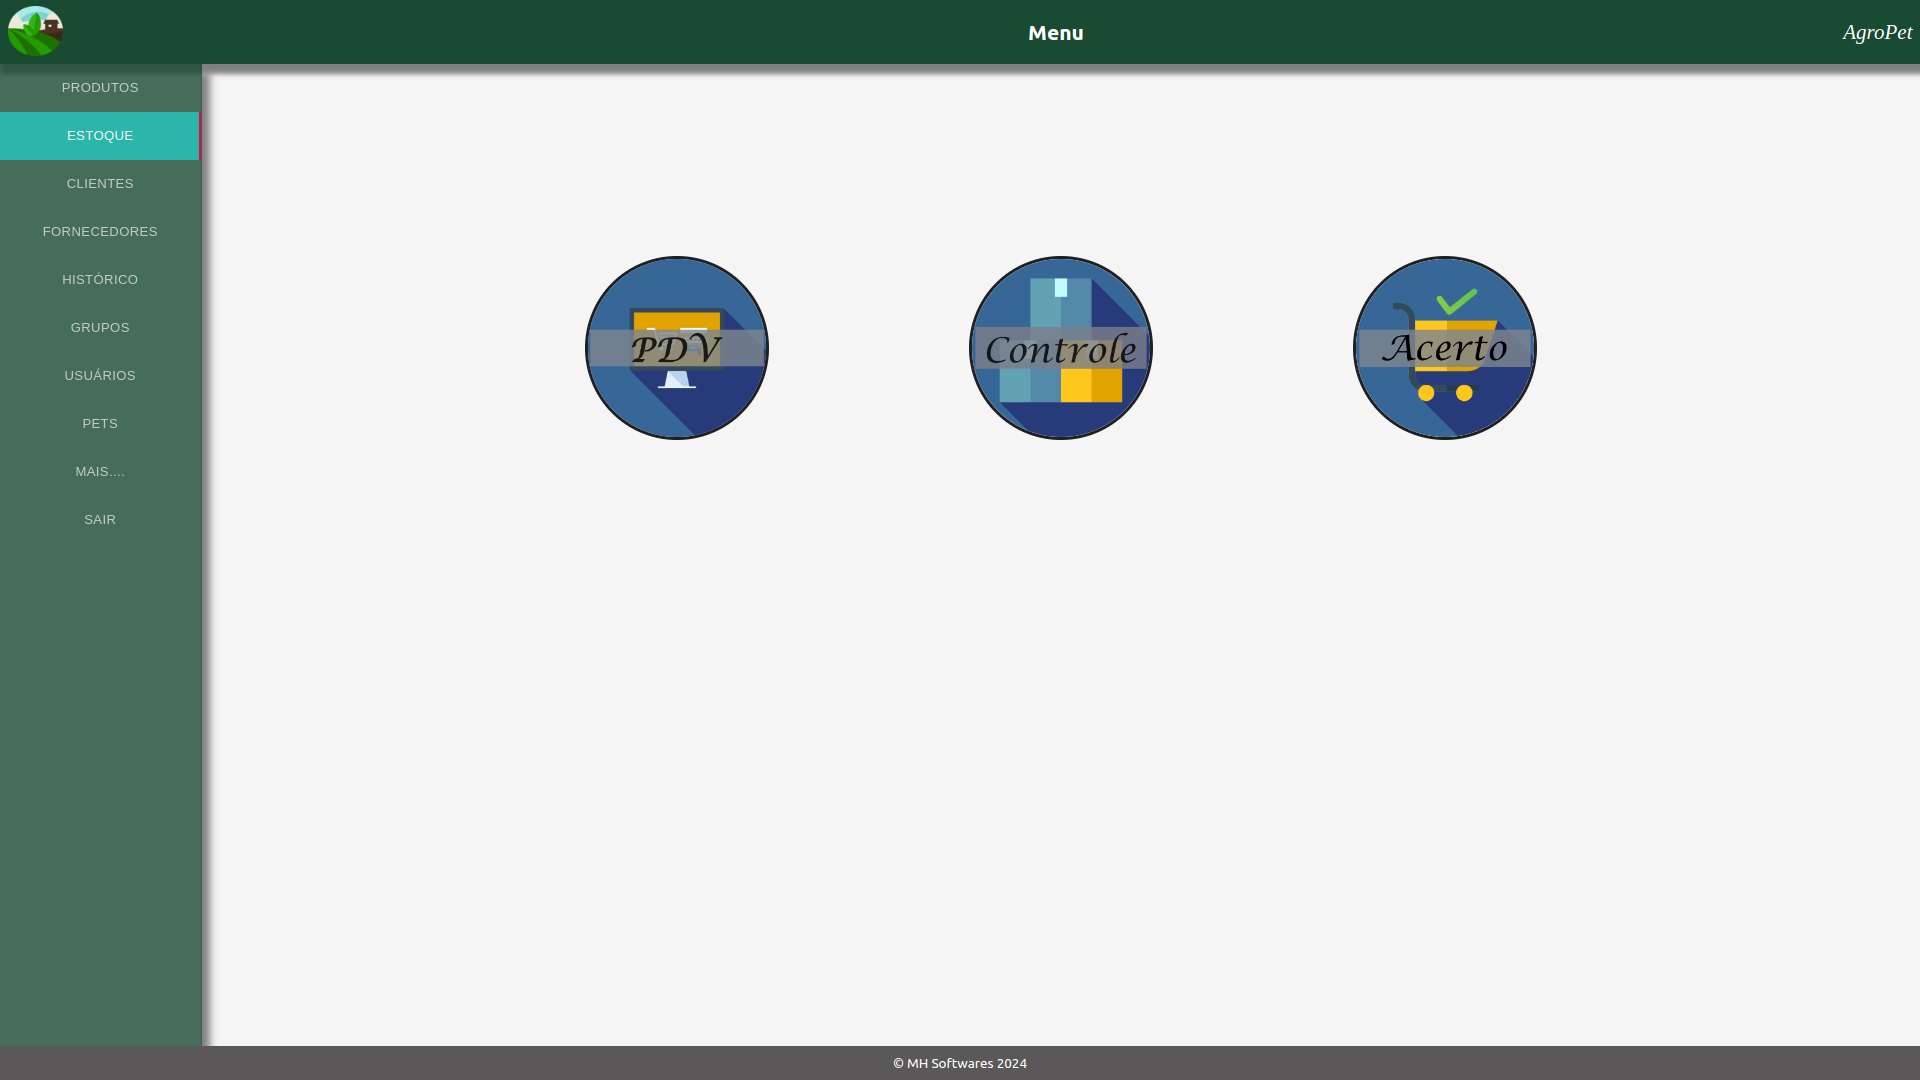 Menu
AgroPet
PRODUTOS
ESTOQUE
CLIENTES
FORNECEDORES
HISTÓRICO
GRUPOS
USUÁRIOS
PETS
MAIS....
SAIR
PDV
Controle
Acerto
© MH Softwares 2024